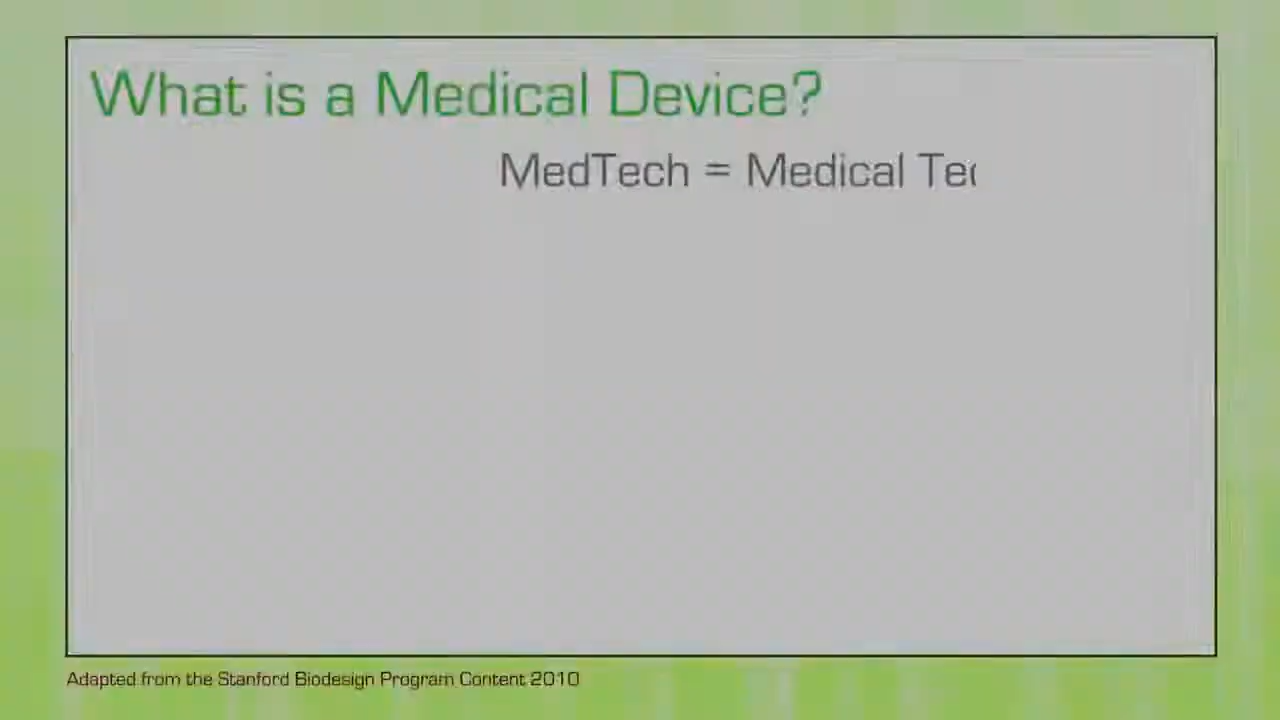 What is a Medical Device?
MedTech = Medical Te
Adapted from the Stanford Biodesign Program Content 2010